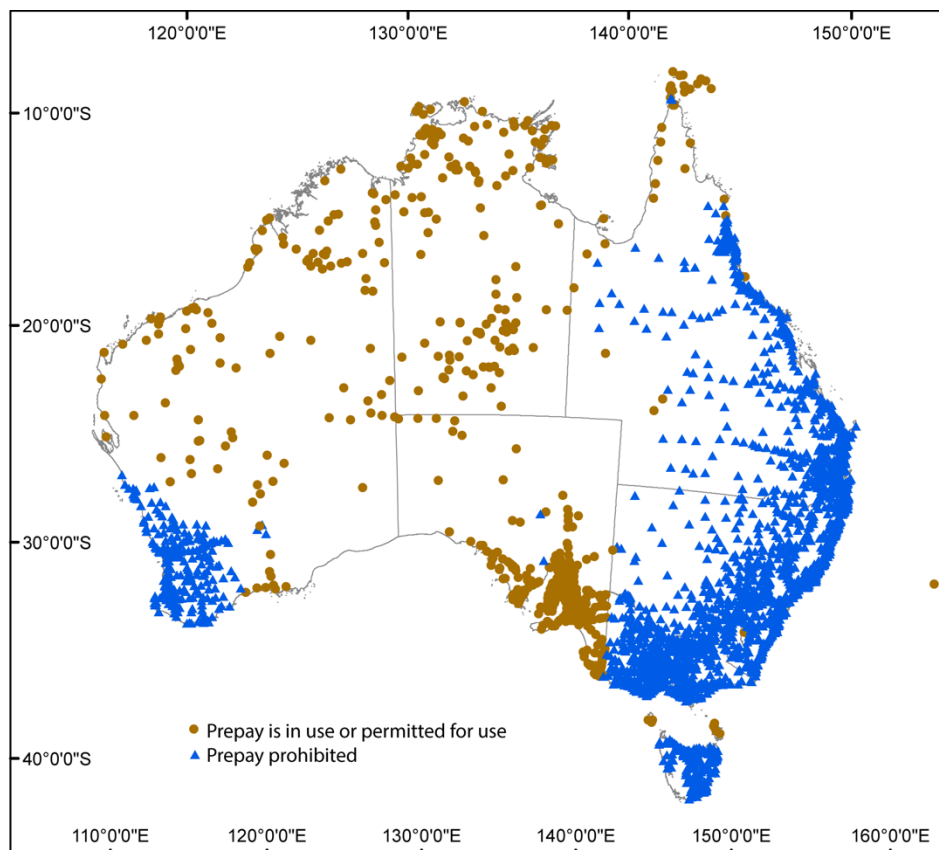 120°0'0"E 130°0'0"E 140°0'0"E 150°0'0"E
10°0'0"S
20°0'0"S
30°0'0"S
40°0'0"S
Prepay is in use or permitted for use
Prepay prohibited
110°0'0"E 120°0'0"E 130°0'0"E 140°0'0"E 150°0'0"E 160°0'0"E